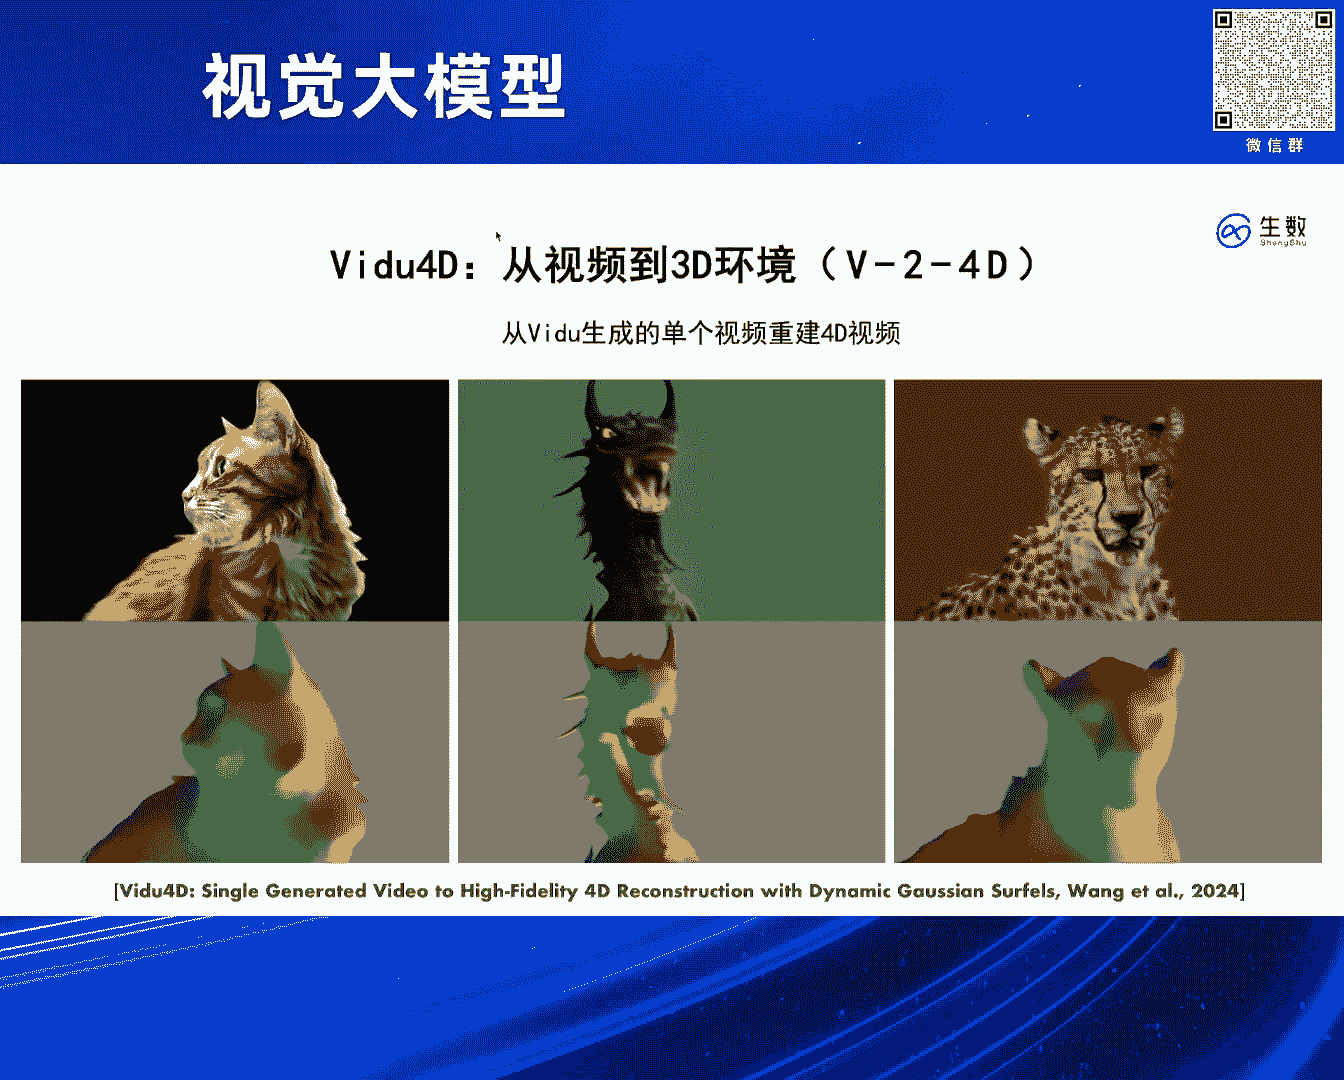 视觉大模型
微信群
生数
ShengShu
Vidu4D：从视频到3D环境（V-2-4D）
从Vidu生成的单个视频重建4D视频
[Vidu4D: Single Generated Video to High-Fidelity 4D Reconstruction with Dynamic Gaussian Surfels, Wang et al., 2024]